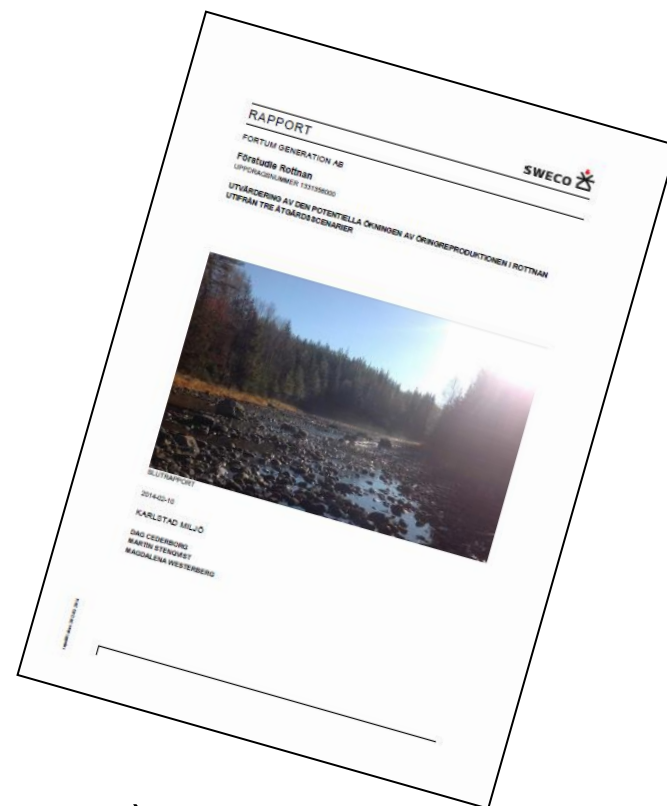 RAPPORT
FORTUM GENERATION AB
SWECO
Förstudie Rottnan
UPPDRAGSNUMMER 1331356000
UTVÄRDERING AV DEN POTENTIELLA ÖKNINGEN AV ÖRINGREPRODUKTIONEN I ROTTNAN
UTIFRÅN TRE ÅTGÄRDSSCENARIER
SLUTRAPPORT
2014-02-10
KARLSTAD MILJÖ
DAG CEDERBORG
MARTIN STENQVIST
MAGDALENA WESTERBERG